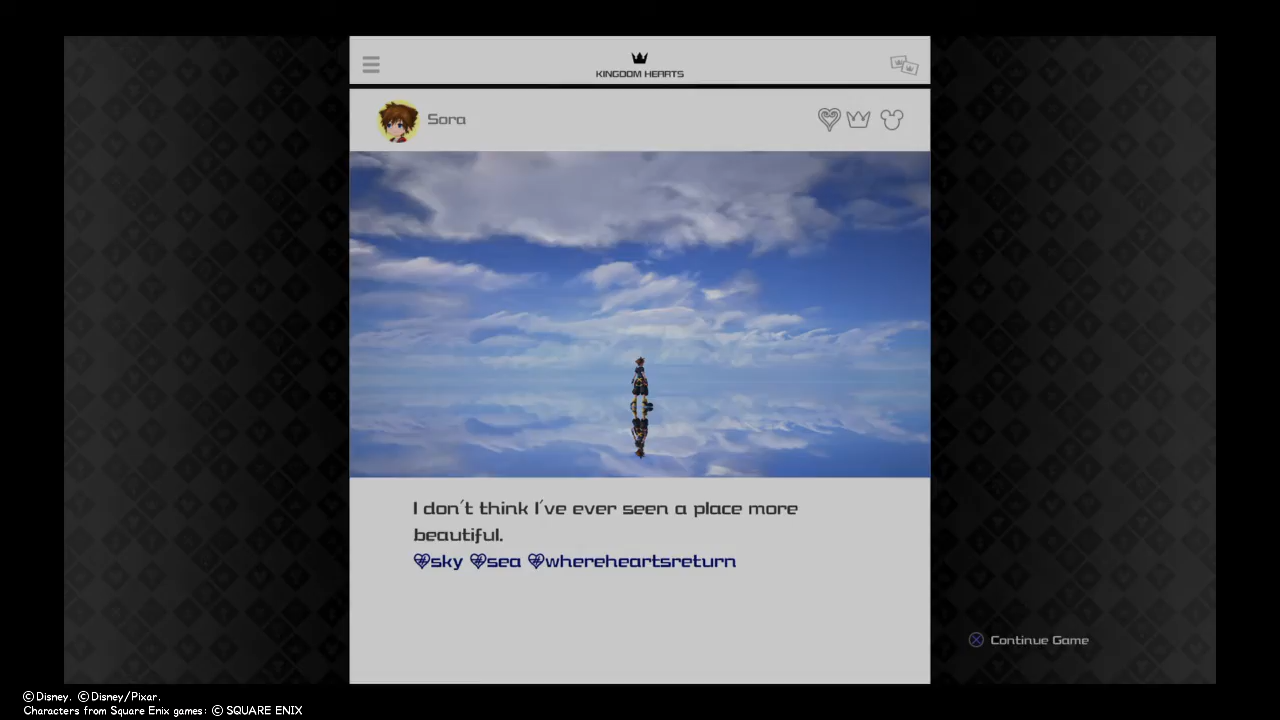 KINGDOM HEARTS
Sora
I don't think I've ever seen a place more
beautiful.
sky sea whereheartsreturn
Continue Game
©Disney. ©Disney/Pixar.
Characters from Square Enix games: © SQUARE ENIX